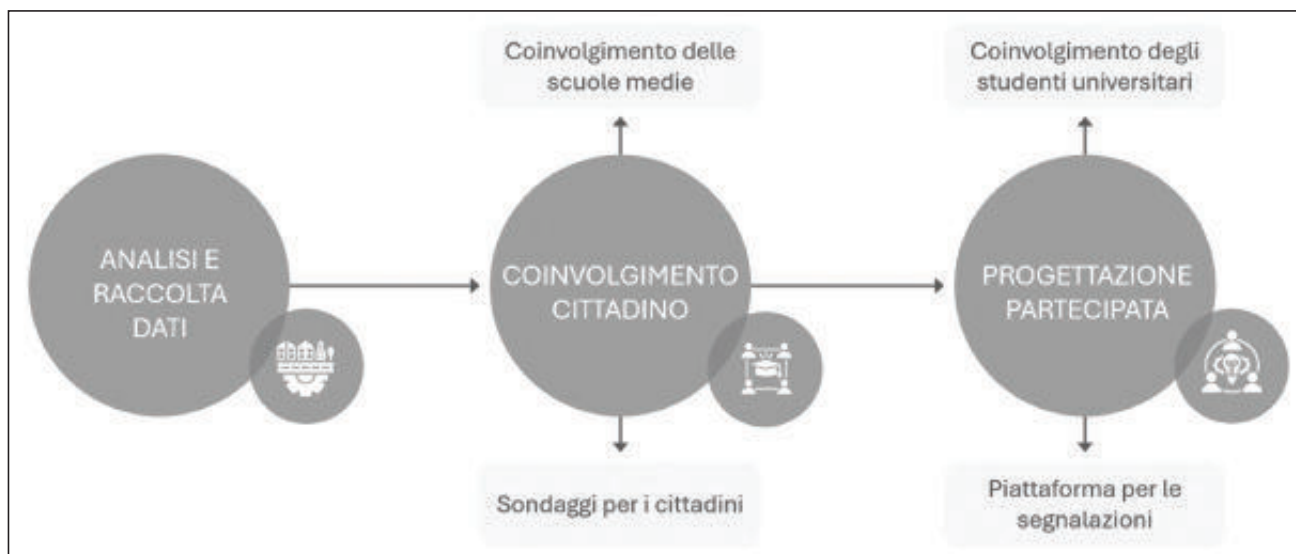 Coinvolgimento delle
scuole medie
Coinvolgimento degli
studenti universitari
ANALISI E
RACCOLTA
DATI
COINVOLGIMENTO
CITTADINO
PROGETTAZIONE
PARTECIPATA
Sondaggi per i cittadini
Piattaforma per le
segnalazioni